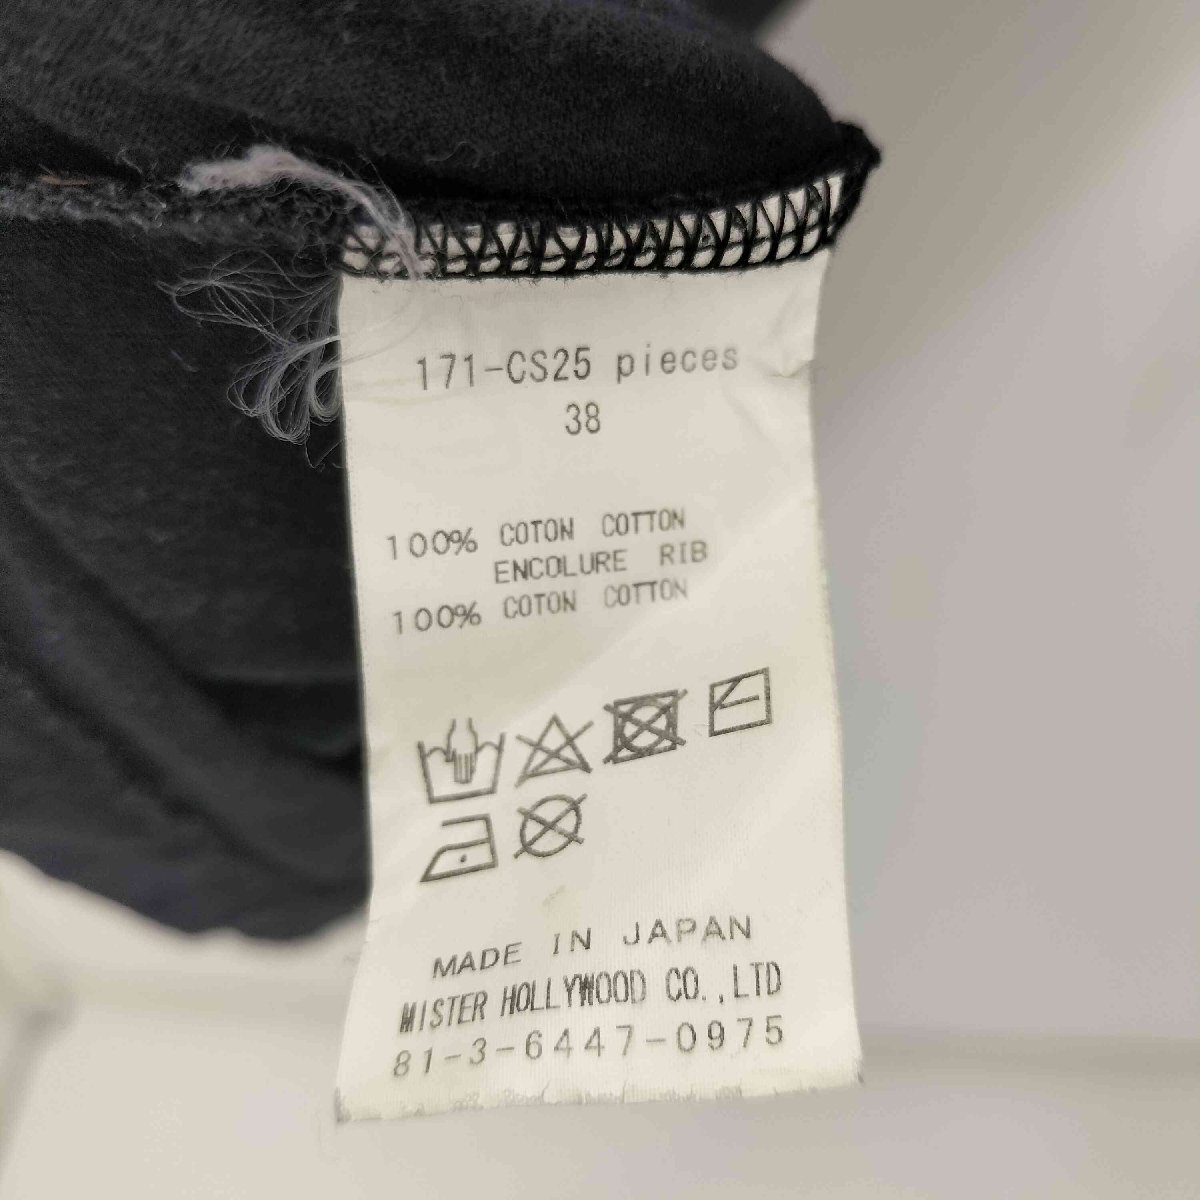 171-CS25 pieces
38
100% COTON COTTON
ENCOLURE RIB
100% COTON COTTON
MADE IN JAPAN
MISTER HOLLYWOOD CO.,LTD
81-3-6447-0975